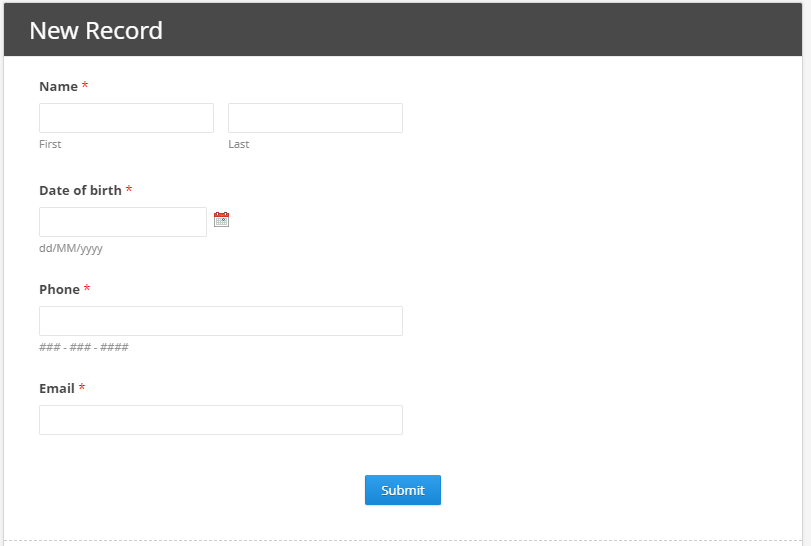 New Record
Name *
First Last
Date of birth *
dd/MM/yyyy
Phone *
### - ### - ####
Email *
Submit